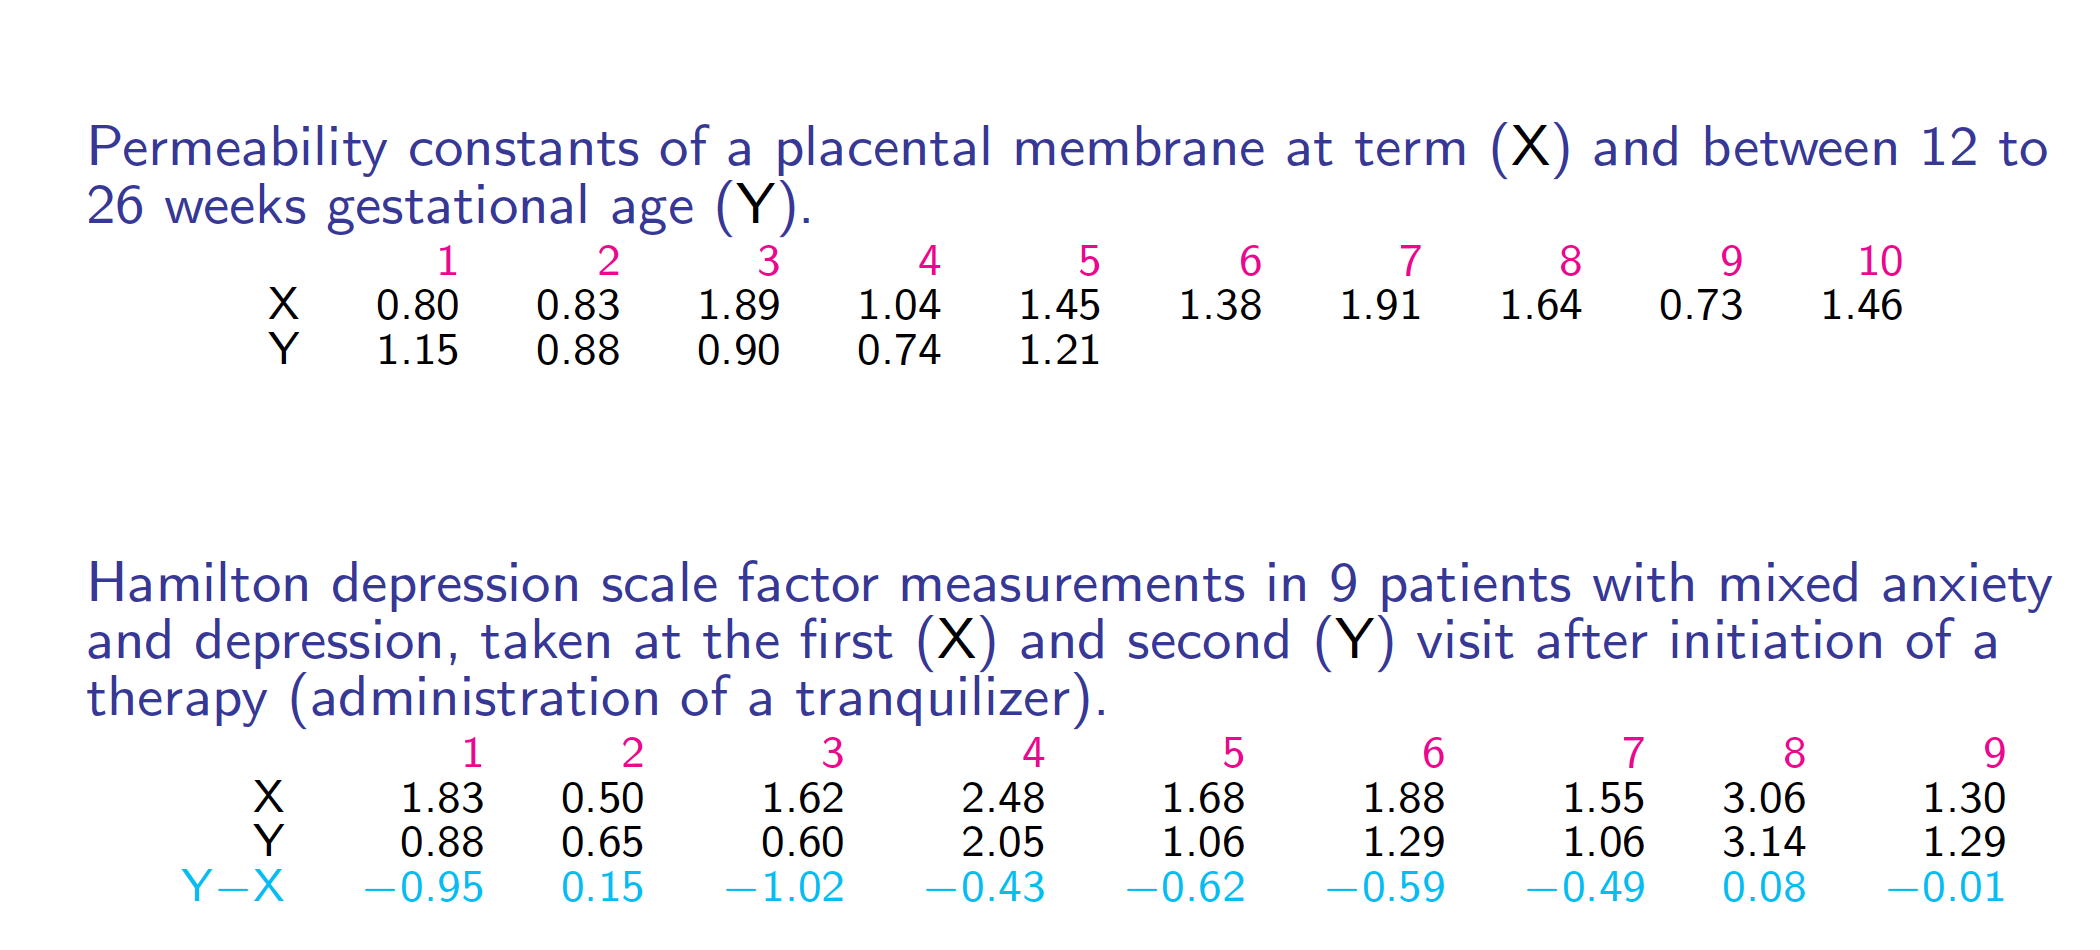 Permeability constants of a placental membrane at term (X) and between 12 to
26 weeks gestational age (Y).
1 2 3 4 5 6 7 8 9 10
X 0.80 0.83 1.89 1.04 1.45 1.38 1.91 1.64 0.73 1.46
Y 1.15 0.88 0.90 0.74 1.21
Hamilton depression scale factor measurements in 9 patients with mixed anxiety
and depression, taken at the first (X) and second (Y) visit after initiation of a
therapy (administration of a tranquilizer).
1 2 3 4 5 6 7 8 9
X 1.83 0.50 1.62 2.48 1.68 1.88 1.55 3.06 1.30
Y 0.88 0.65 0.60 2.05 1.06 1.29 1.06 3.14 1.29
Y−X −0.95 0.15 −1.02 −0.43 −0.62 −0.59 −0.49 0.08 −0.01